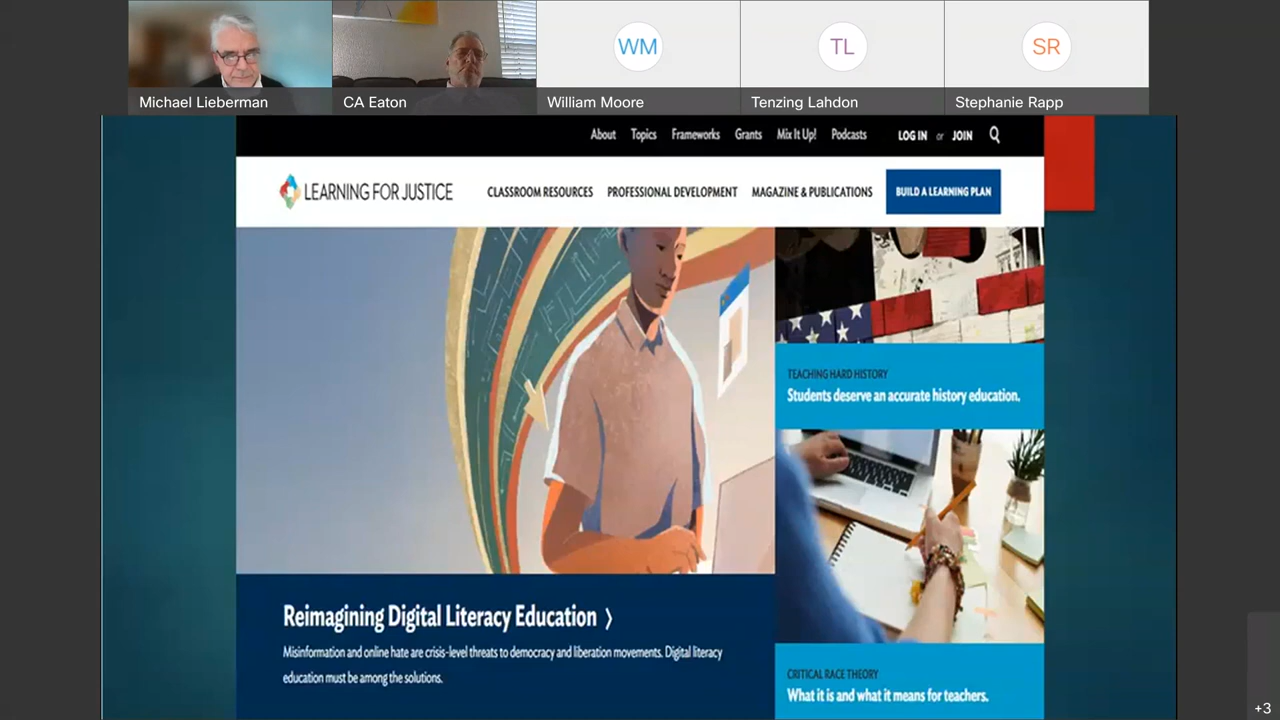 WM
TL
SR
Michael Lieberman
CA Eaton
William Moore
Tenzing Lahdon
Stephanie Rapp
About Topics Frameworks Grants Mix It Up! Podcasts LOG IN or JOIN
LEARNING FOR JUSTICE
CLASSROOM RESOURCES PROFESSIONAL DEVELOPMENT MAGAZINE & PUBLICATIONS BUILD A LEARNING PLAN
TEACHING HARD HISTORY
Students deserve an accurate history education.
Reimagining Digital Literacy Education >
Misinformation and online hate are crisis-level threats to democracy and liberation movements. Digital literacy
education must be among the solutions.
CRITICAL RACE THEORY
What it is and what it means for teachers.
+3